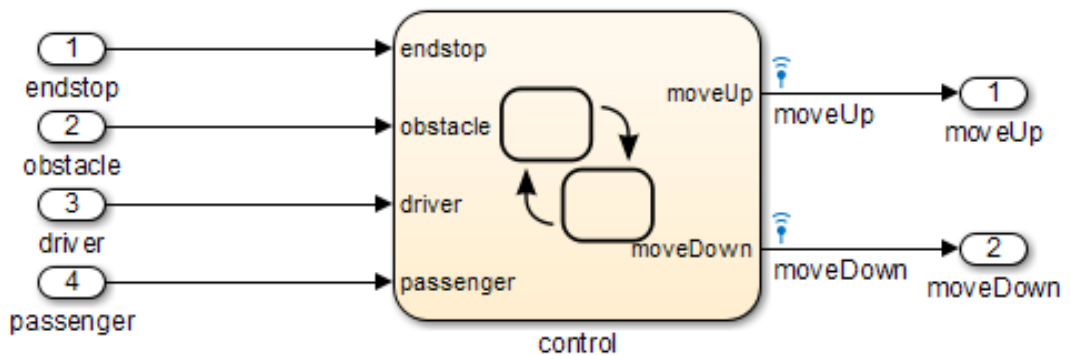 1
endstop
2
obstacle
3
driver
4
passenger
endstop
obstacle
driver
passenger
moveUp
moveDown
control
moveUp
moveDown
1
moveUp
2
moveDown